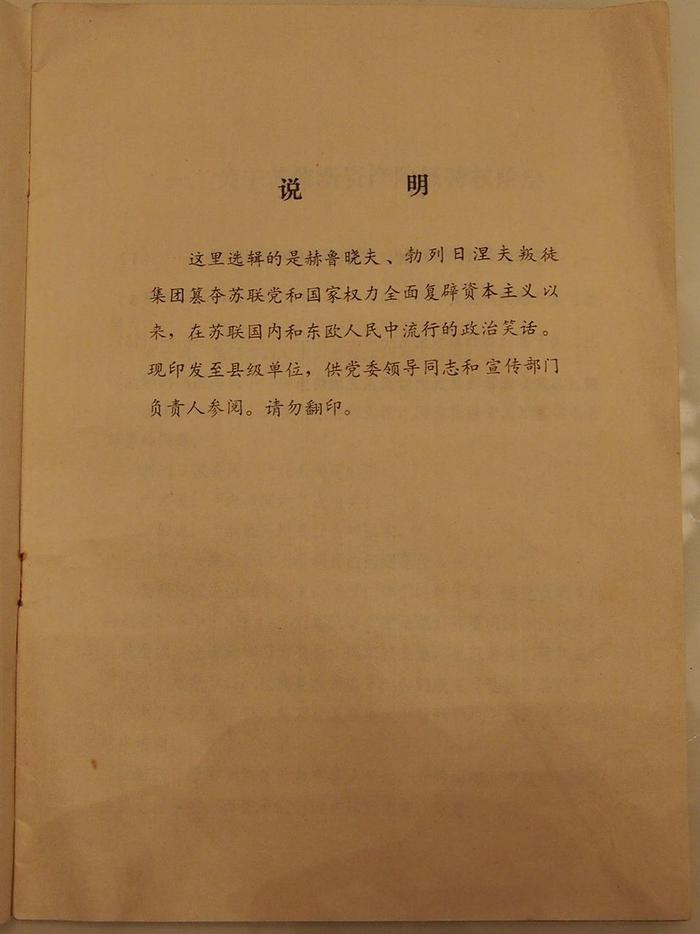 说 明
这里选辑的是赫鲁晓夫、勃列日涅夫叛徒
集团篡夺苏联党和国家权力全面复辟资本主义以
来，在苏联国内和东欧人民中流行的政治笑话。
现印发至县级单位，供党委领导同志和宣传部门
负责人参阅。请勿翻印。